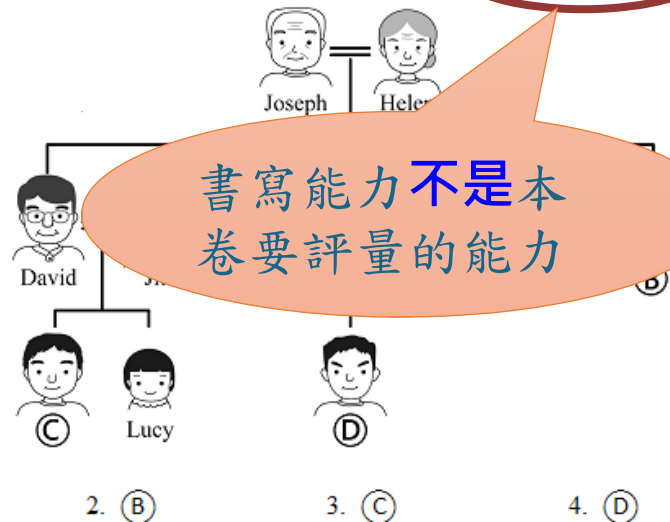 Joseph
書寫能力不是本
卷要評量的能力
David
Ⓑ
Ⓒ
Lucy
Ⓓ
2. Ⓑ 3. Ⓒ 4. Ⓓ